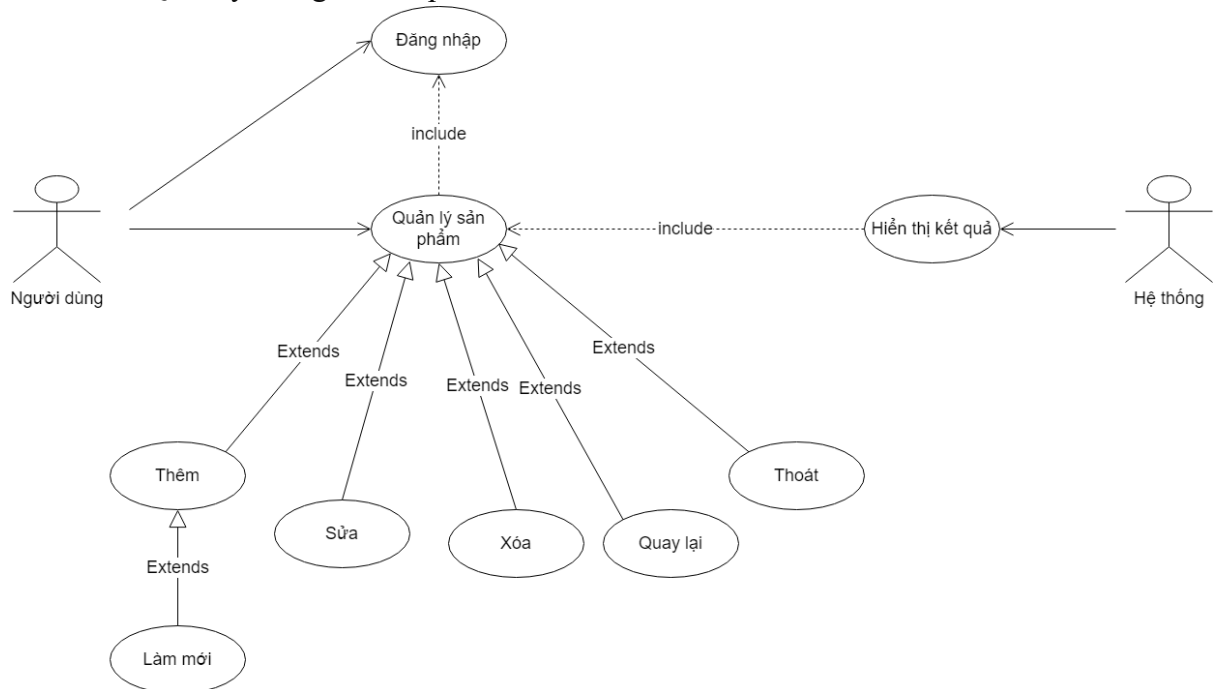 Đăng nhập
include
Quản lý sản
phẩm
include
Hiển thị kết quả
Người dùng
Hệ thống
Extends
Extends
Extends
Extends
Extends
Thêm
Sửa
Xóa
Quay lại
Thoát
Extends
Làm mới